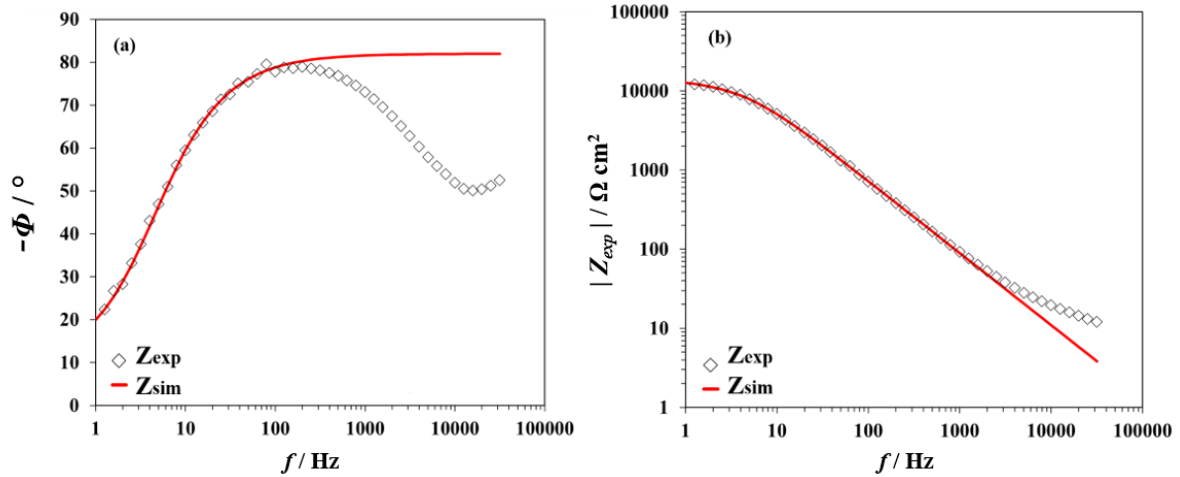 (a)
90
80
70
60
50
40
30
20
10
0
−Φ / °
Zexp
Zsim
1 10 100 1000 10000 100000
f / Hz
(b)
100000
10000
1000
100
10
1
| Zexp | / Ω cm²
Zexp
Zsim
1 10 100 1000 10000 100000
f / Hz